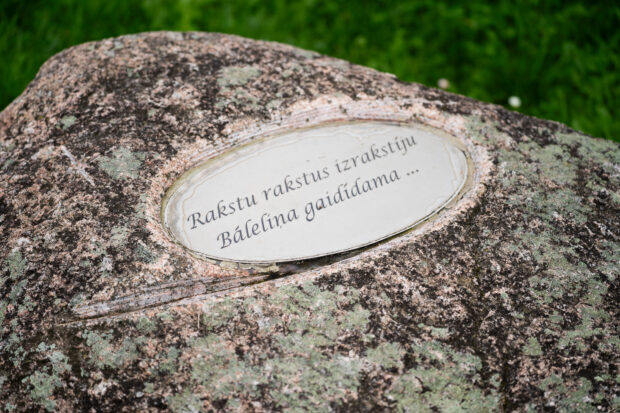 Rakstu rakstus izrakstīju
Bāleliņa gaidīdama ...